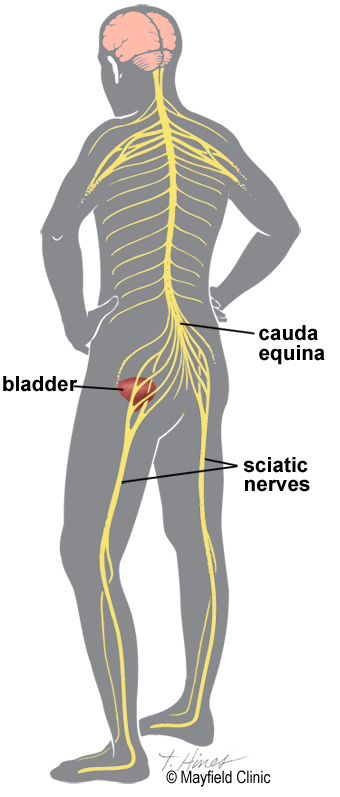 cauda
equina
bladder
sciatic
nerves
T. Hines
© Mayfield Clinic